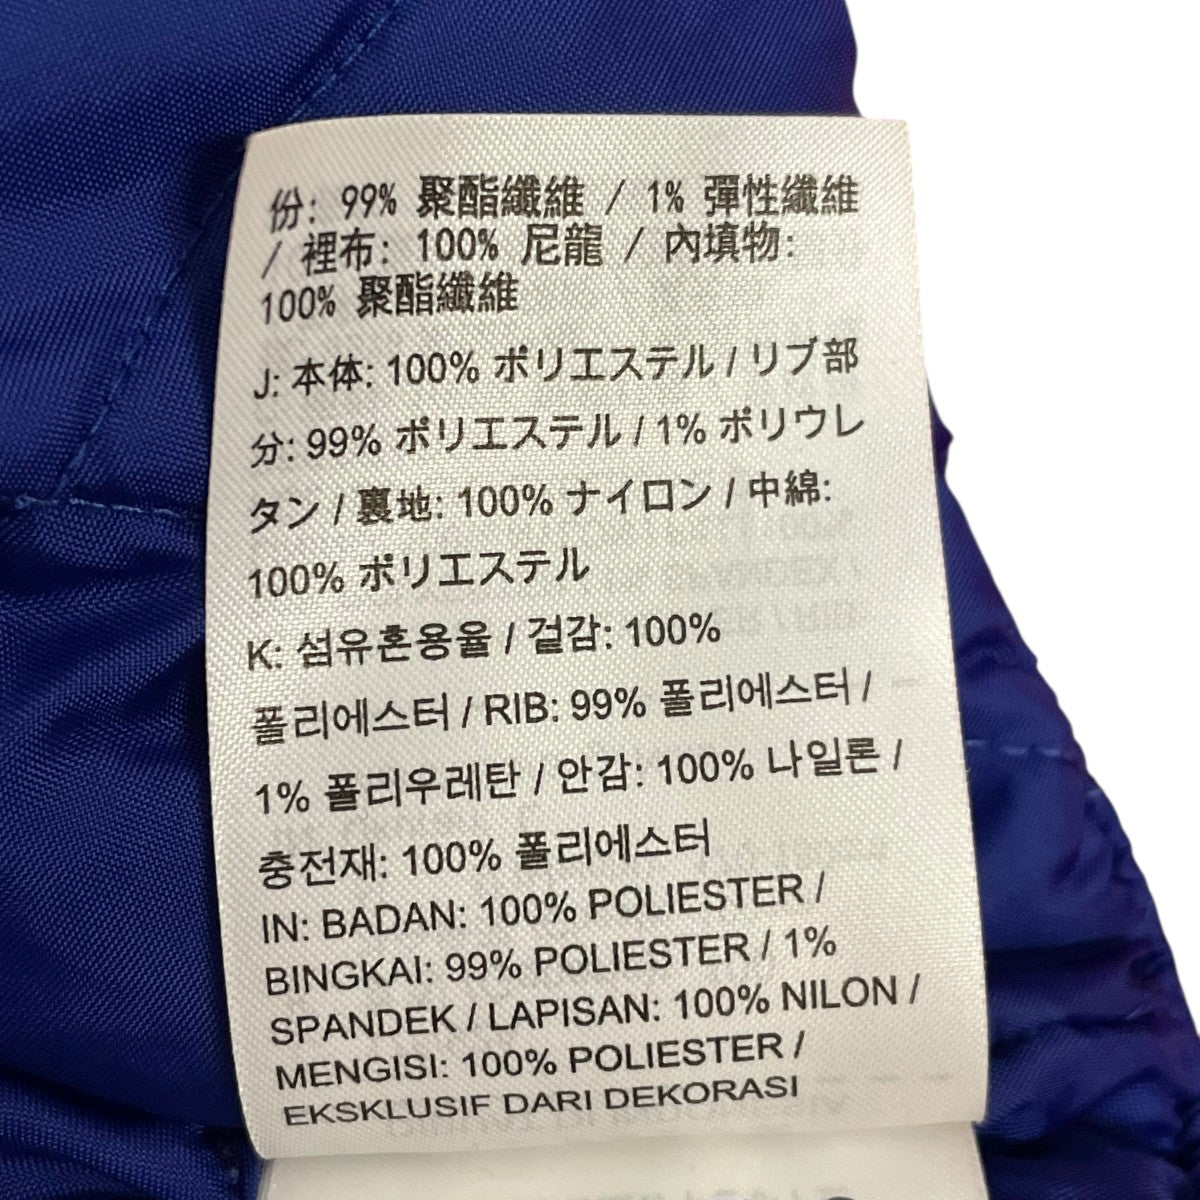 份: 99% 聚酯纖維 / 1% 彈性纖維
/ 裡布: 100% 尼龍 / 內填物:
100% 聚酯纖維
J: 本体: 100% ポリエステル / リブ部
分: 99% ポリエステル / 1% ポリウレ
タン / 裏地: 100% ナイロン / 中綿:
100% ポリエステル
K: 섬유혼용율 / 겉감: 100%
폴리에스터 / RIB: 99% 폴리에스터 /
1% 폴리우레탄 / 안감: 100% 나일론 /
충전재: 100% 폴리에스터
IN: BADAN: 100% POLIESTER /
BINGKAI: 99% POLIESTER / 1%
SPANDEK / LAPISAN: 100% NILON /
MENGISI: 100% POLIESTER /
EKSKLUSIF DARI DEKORASI